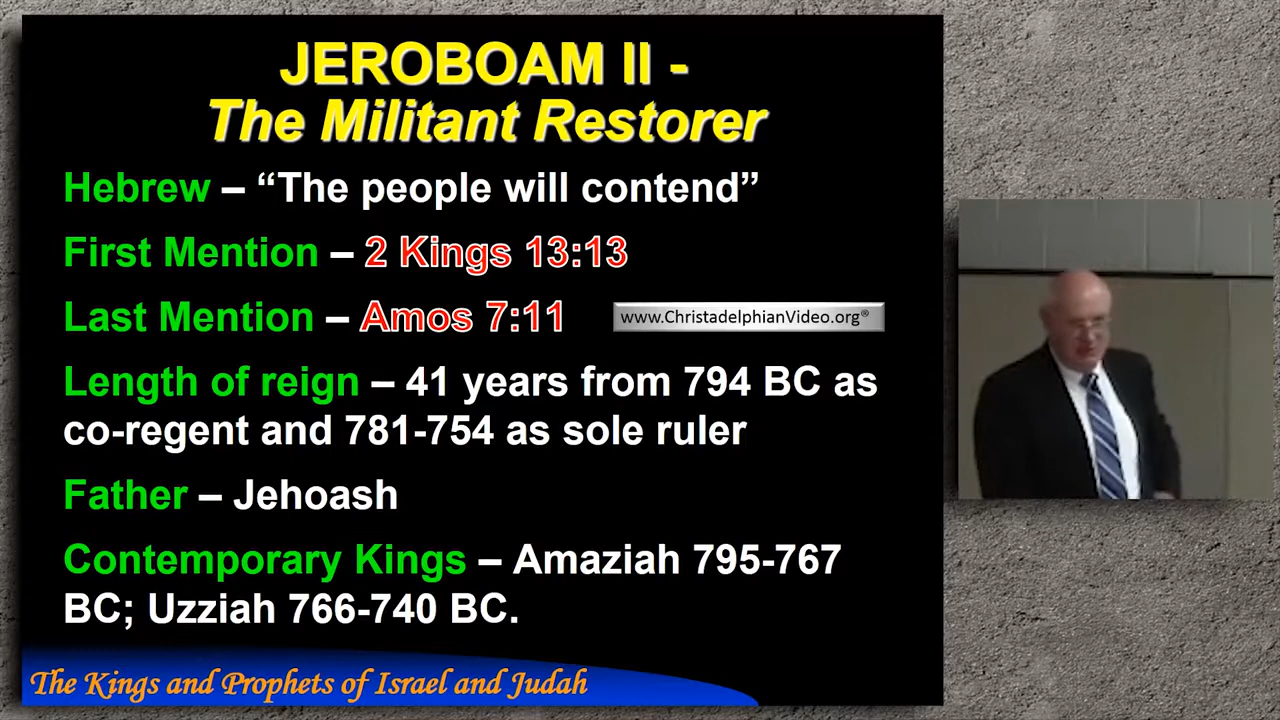 JEROBOAM II -
The Militant Restorer
Hebrew – “The people will contend”
First Mention – 2 Kings 13:13
Last Mention – Amos 7:11
www.ChristadelphianVideo.org®
Length of reign – 41 years from 794 BC as
co-regent and 781-754 as sole ruler
Father – Jehoash
Contemporary Kings – Amaziah 795-767
BC; Uzziah 766-740 BC.
The Kings and Prophets of Israel and Judah